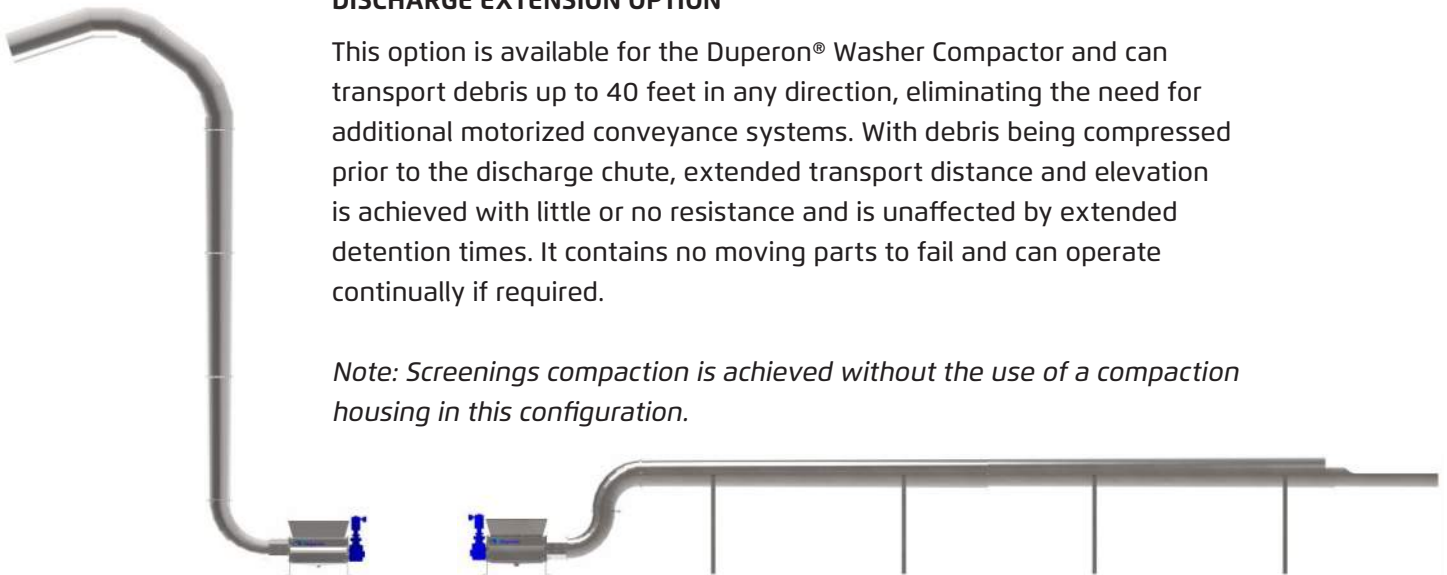 DISCHARGE EXTENSION OPTION
This option is available for the Duperon® Washer Compactor and can
transport debris up to 40 feet in any direction, eliminating the need for
additional motorized conveyance systems. With debris being compressed
prior to the discharge chute, extended transport distance and elevation
is achieved with little or no resistance and is unaffected by extended
detention times. It contains no moving parts to fail and can operate
continually if required.
Note: Screenings compaction is achieved without the use of a compaction
housing in this configuration.